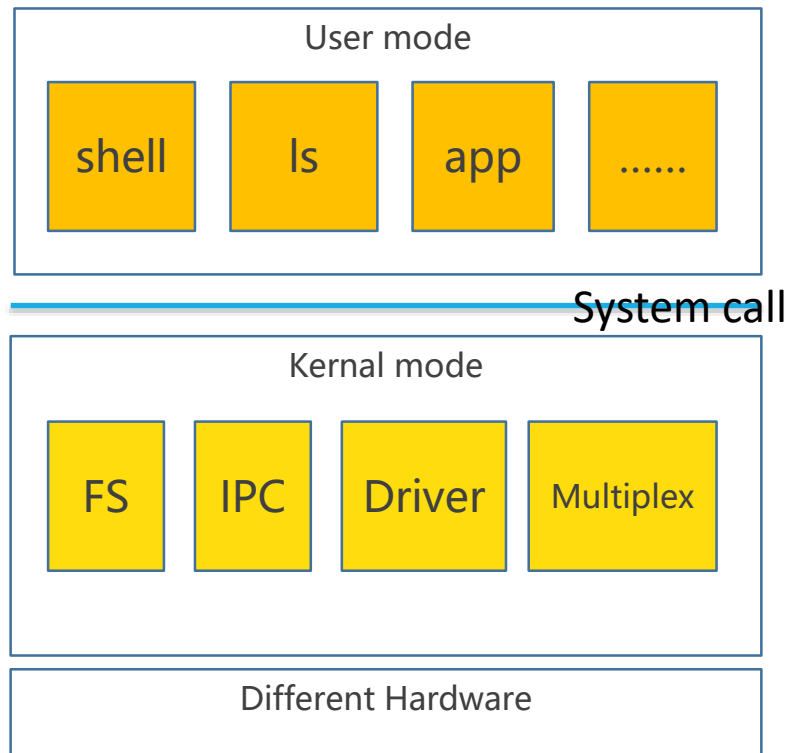 User mode
shell ls app ......
System call
Kernal mode
FS IPC Driver Multiplex
Different Hardware